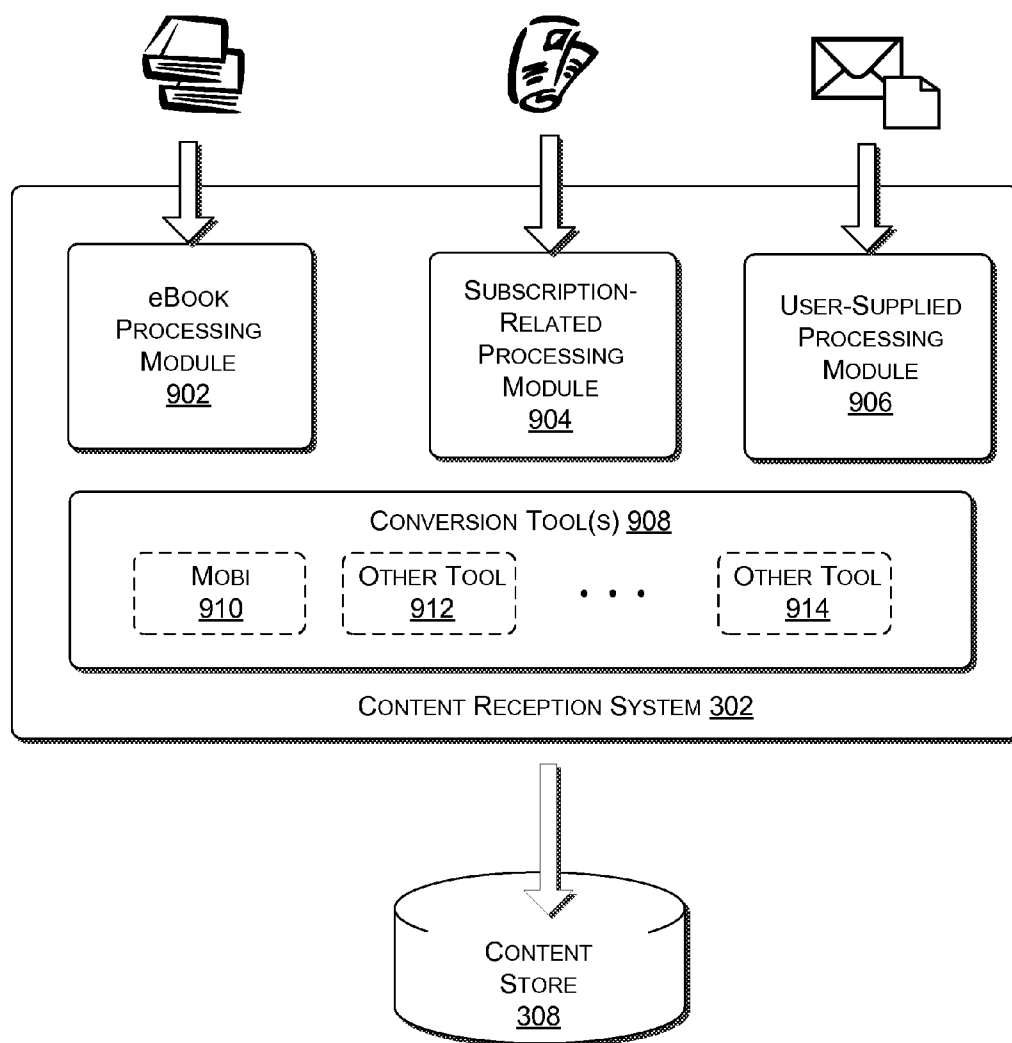 eBOOK
PROCESSING
MODULE
902
SUBSCRIPTION-
RELATED
PROCESSING
MODULE
904
USER-SUPPLIED
PROCESSING
MODULE
906
CONVERSION TOOL(S) 908
MOBI
910
OTHER TOOL
912
. . .
OTHER TOOL
914
CONTENT RECEPTION SYSTEM 302
CONTENT
STORE
308